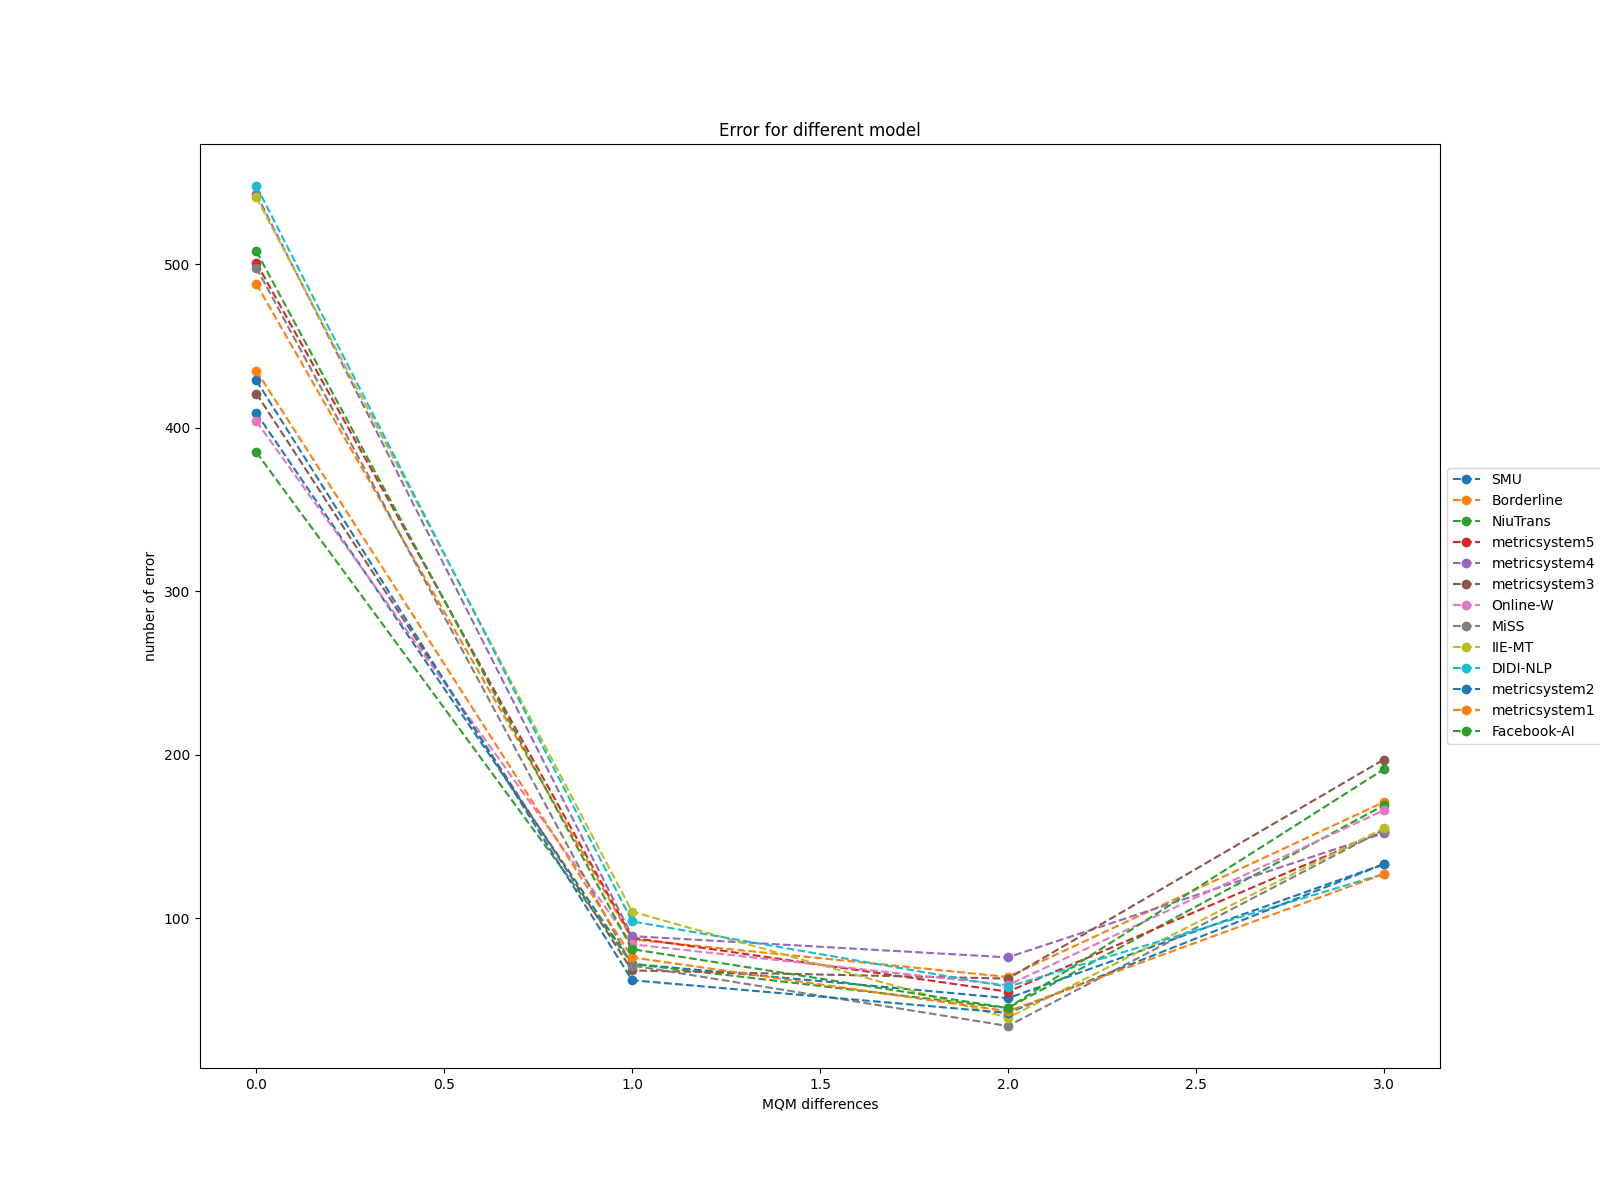 Error for different model
number of error
500
400
300
200
100
0.0
0.5
1.0
1.5
2.0
2.5
3.0
MQM differences
SMU
Borderline
NiuTrans
metricsystem5
metricsystem4
metricsystem3
Online-W
MiSS
IIE-MT
DIDI-NLP
metricsystem2
metricsystem1
Facebook-AI